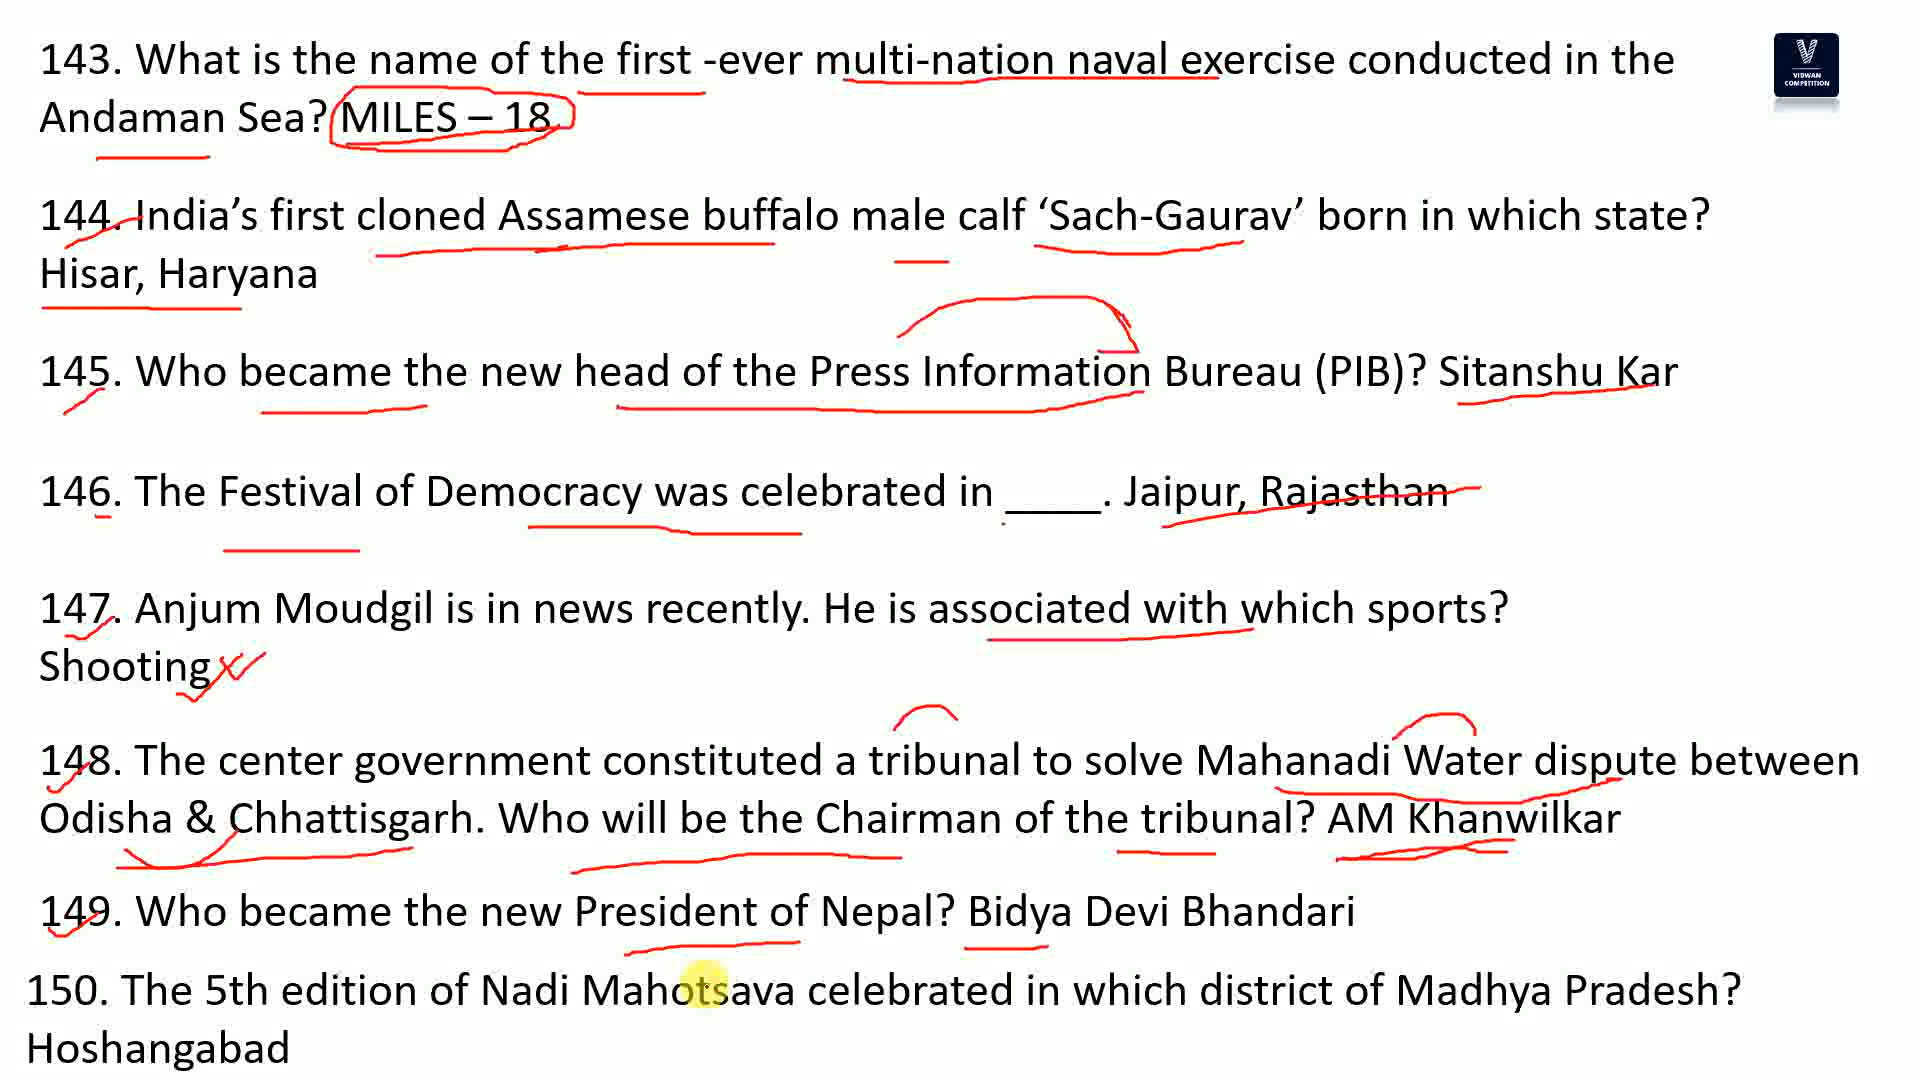 143. What is the name of the first -ever multi-nation naval exercise conducted in the
Andaman Sea? MILES – 18
144. India’s first cloned Assamese buffalo male calf ‘Sach-Gaurav’ born in which state?
Hisar, Haryana
145. Who became the new head of the Press Information Bureau (PIB)? Sitanshu Kar
146. The Festival of Democracy was celebrated in ____. Jaipur, Rajasthan
147. Anjum Moudgil is in news recently. He is associated with which sports?
Shooting
148. The center government constituted a tribunal to solve Mahanadi Water dispute between
Odisha & Chhattisgarh. Who will be the Chairman of the tribunal? AM Khanwilkar
149. Who became the new President of Nepal? Bidya Devi Bhandari
150. The 5th edition of Nadi Mahotsava celebrated in which district of Madhya Pradesh?
Hoshangabad
V
VIDWAN
COMPETITION